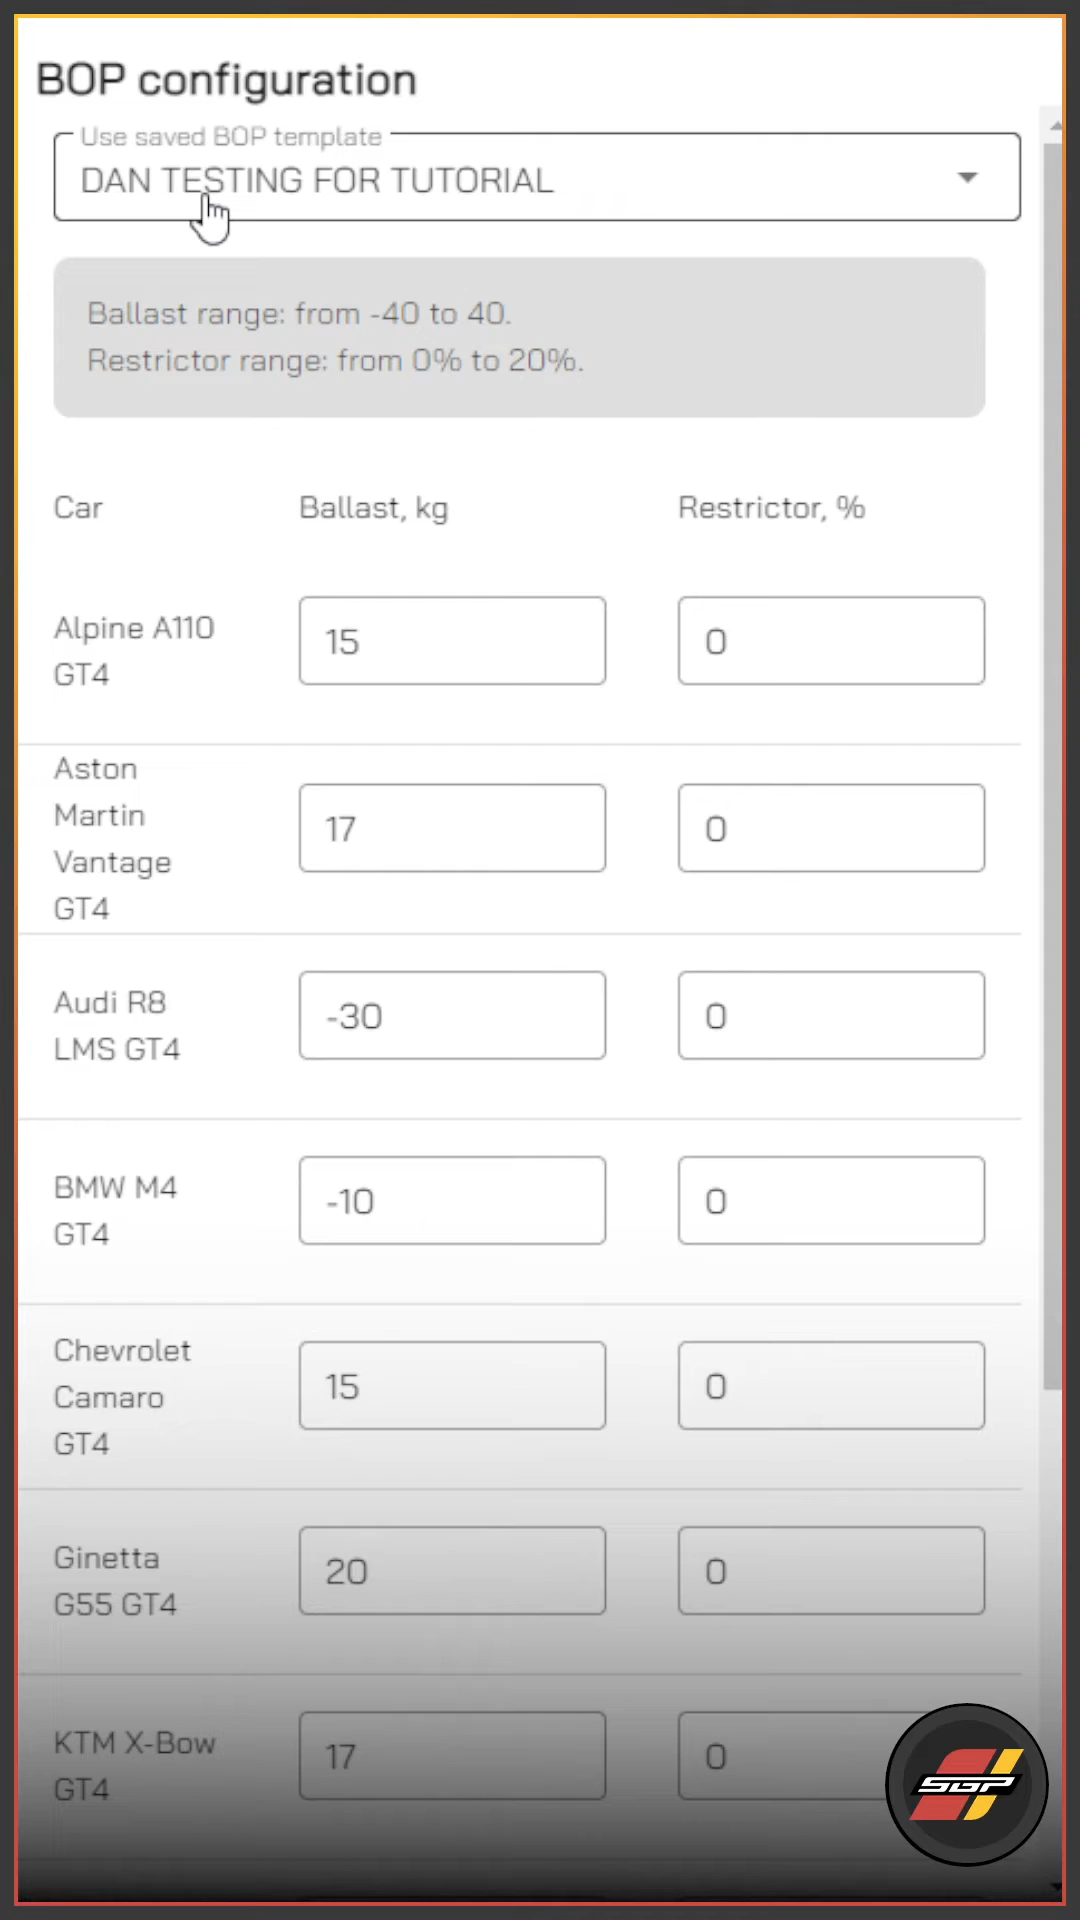 BOP configuration
Use saved BOP template
DAN TESTING FOR TUTORIAL
Ballast range: from -40 to 40.
Restrictor range: from 0% to 20%.
Car Ballast, kg Restrictor, %
Alpine A110
GT4
15 0
Aston
Martin
Vantage
GT4
17 0
Audi R8
LMS GT4
-30 0
BMW M4
GT4
-10 0
Chevrolet
Camaro
GT4
15 0
Ginetta
G55 GT4
20 0
KTM X-Bow
GT4
17 0
SGP